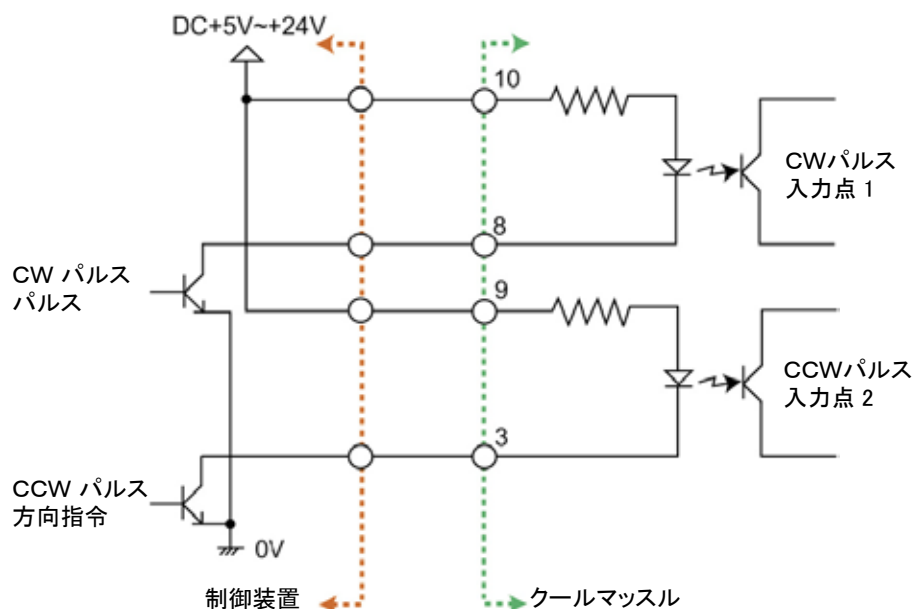 DC+5V~+24V
10
CWパルス
入力点 1
8
CW パルス
パルス
9
CCWパルス
入力点 2
3
CCW パルス
方向指令
0V
制御装置
クールマッスル